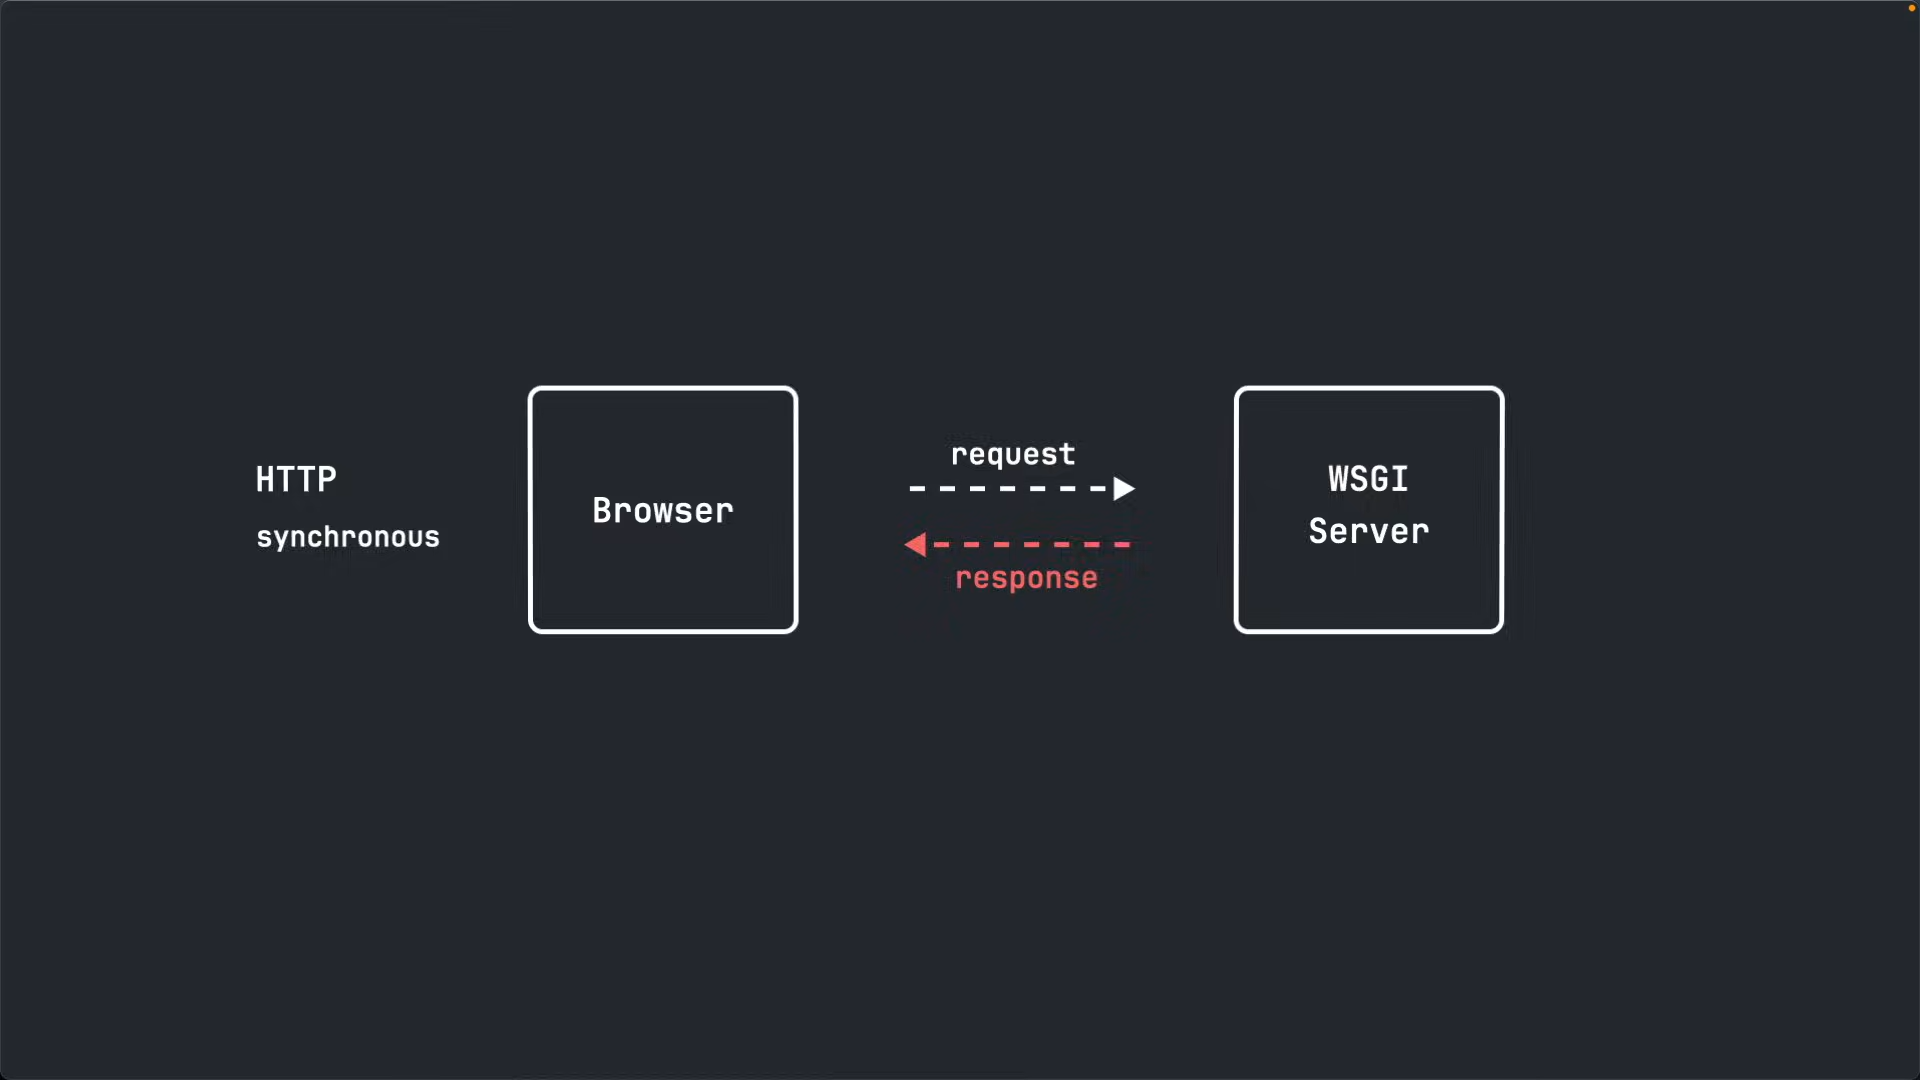 HTTP
synchronous
Browser
request
response
WSGI
Server